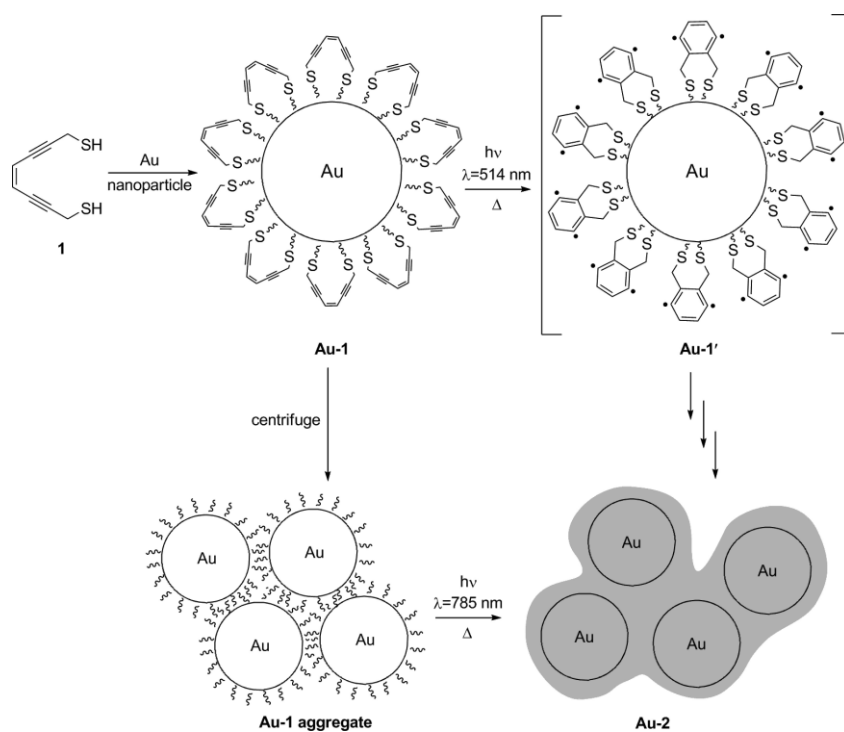 SH
SH
1
Au
nanoparticle
S S
S S
S S
S S
S S
S S
S S
S S
S S
S S
Au
Au-1
hν
λ=514 nm
Δ
S S
S S
S S
S S
S S
S S
S S
S S
S S
S S
Au
Au-1′
centrifuge
Au
Au
Au
Au
Au-1 aggregate
hν
λ=785 nm
Δ
Au
Au
Au
Au
Au-2